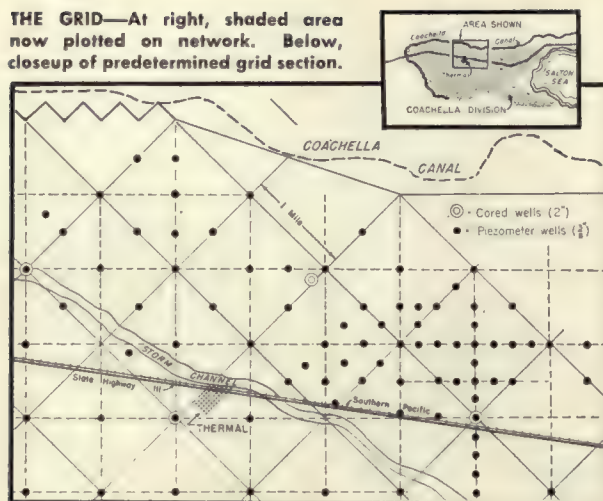 THE GRID—At right, shaded area
now plotted on network. Below,
closeup of predetermined grid section.
AREA SHOWN
Coachella Canal
Thermal
SALTON
SEA
COACHELLA DIVISION
COACHELLA
CANAL
1 Mile
Cored wells (2")
Piezometer wells (3/8")
STORM
CHANNEL
State Highway 111
Southern Pacific
THERMAL